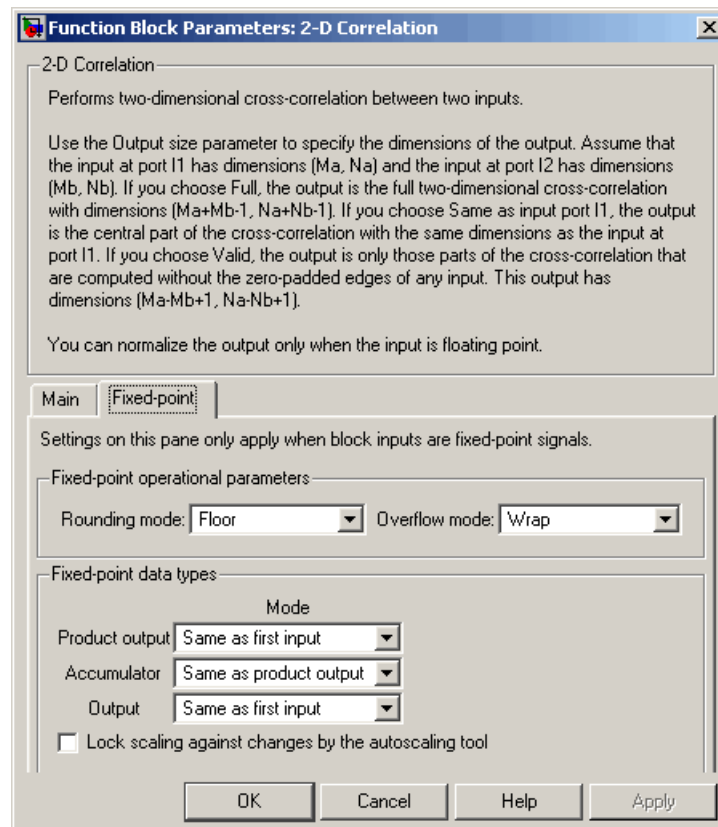 Function Block Parameters: 2-D Correlation
2-D Correlation
Performs two-dimensional cross-correlation between two inputs.
Use the Output size parameter to specify the dimensions of the output. Assume that
the input at port I1 has dimensions (Ma, Na) and the input at port I2 has dimensions
(Mb, Nb). If you choose Full, the output is the full two-dimensional cross-correlation
with dimensions (Ma+Mb-1, Na+Nb-1). If you choose Same as input port I1, the output
is the central part of the cross-correlation with the same dimensions as the input at
port I1. If you choose Valid, the output is only those parts of the cross-correlation that
are computed without the zero-padded edges of any input. This output has
dimensions (Ma-Mb+1, Na-Nb+1).
You can normalize the output only when the input is floating point.
Main Fixed-point
Settings on this pane only apply when block inputs are fixed-point signals.
Fixed-point operational parameters
Rounding mode: Floor Overflow mode: Wrap
Fixed-point data types
Mode
Product output Same as first input
Accumulator Same as product output
Output Same as first input
Lock scaling against changes by the autoscaling tool
OK Cancel Help Apply